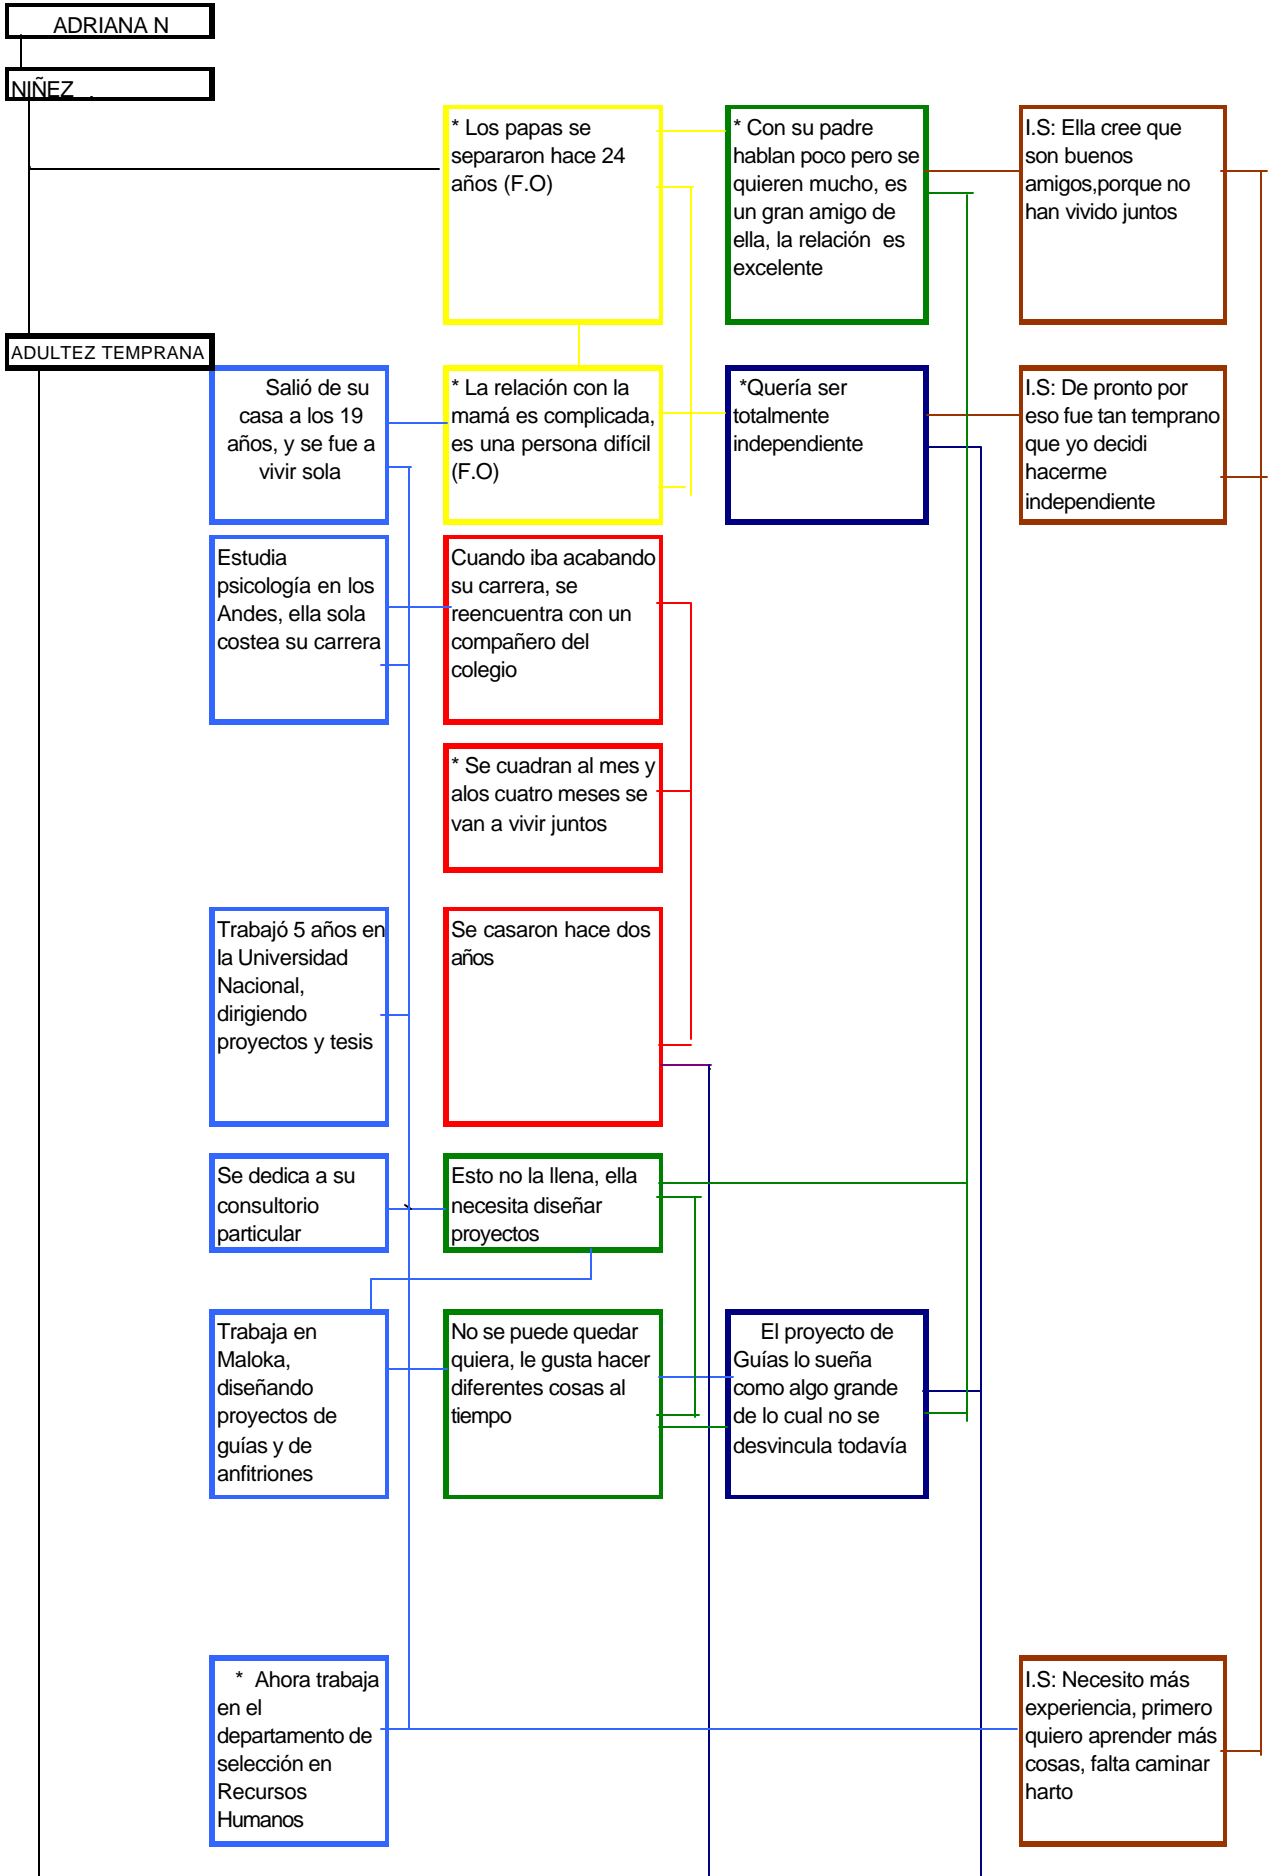 ADRIANA N
NIÑEZ .
* Los papas se
separaron hace 24
años (F.O)
* Con su padre
hablan poco pero se
quieren mucho, es
un gran amigo de
ella, la relación es
excelente
I.S: Ella cree que
son buenos
amigos,porque no
han vivido juntos
ADULTEZ TEMPRANA
Salió de su
casa a los 19
años, y se fue a
vivir sola
* La relación con la
mamá es complicada,
es una persona difícil
(F.O)
*Quería ser
totalmente
independiente
I.S: De pronto por
eso fue tan temprano
que yo decidi
hacerme
independiente
Estudia
psicología en los
Andes, ella sola
costea su carrera
Cuando iba acabando
su carrera, se
reencuentra con un
compañero del
colegio
* Se cuadran al mes y
alos cuatro meses se
van a vivir juntos
Trabajó 5 años en
la Universidad
Nacional,
dirigiendo
proyectos y tesis
Se casaron hace dos
años
Se dedica a su
consultorio
particular
Esto no la llena, ella
necesita diseñar
proyectos
Trabaja en
Maloka,
diseñando
proyectos de
guías y de
anfitriones
No se puede quedar
quiera, le gusta hacer
diferentes cosas al
tiempo
El proyecto de
Guías lo sueña
como algo grande
de lo cual no se
desvincula todavía
* Ahora trabaja
en el
departamento de
selección en
Recursos
Humanos
I.S: Necesito más
experiencia, primero
quiero aprender más
cosas, falta caminar
harto